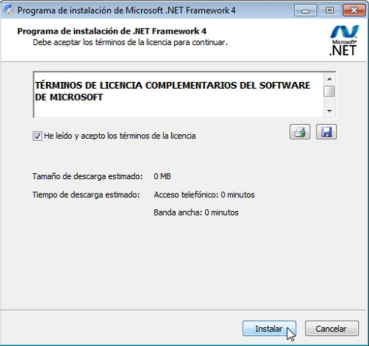 Programa de instalación de Microsoft .NET Framework 4
Programa de instalación de .NET Framework 4
Debe aceptar los términos de la licencia para continuar.
Microsoft
.NET
TÉRMINOS DE LICENCIA COMPLEMENTARIOS DEL SOFTWARE
DE MICROSOFT
He leído y acepto los términos de la licencia
Tamaño de descarga estimado: 0 MB
Tiempo de descarga estimado: Acceso telefónico: 0 minutos
Banda ancha: 0 minutos
Instalar
Cancelar